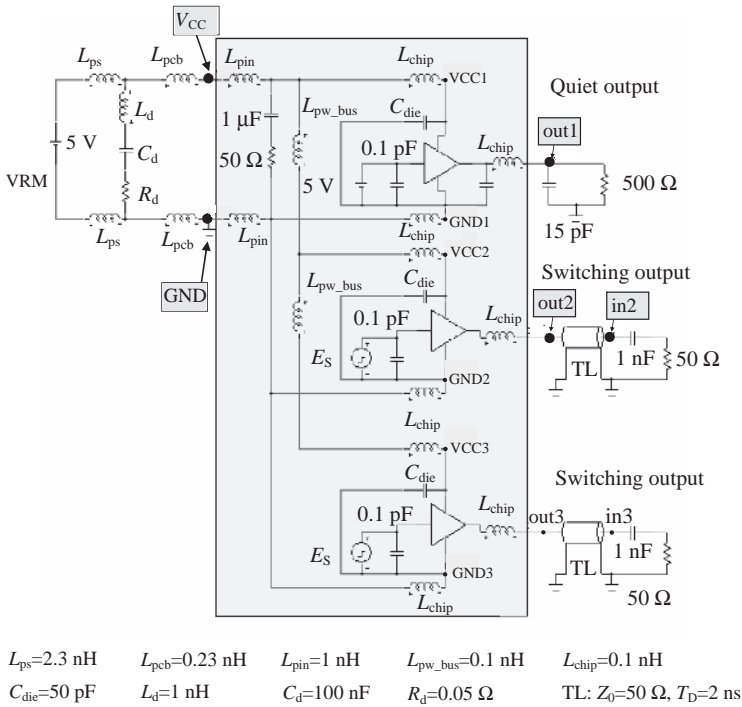 V_CC
L_ps
L_pcb
L_pin
L_chip
VCC1
Quiet output
L_d
1 μF
L_pw_bus
C_die
L_chip
out1
5 V
C_d
50 Ω
0.1 pF
VRM
R_d
5 V
500 Ω
L_ps
L_pcb
L_pin
L_chip
GND1
15 pF
GND
VCC2
Switching output
L_pw_bus
C_die
L_chip
out2
in2
0.1 pF
1 nF
50 Ω
E_S
TL
GND2
L_chip
VCC3
Switching output
C_die
L_chip
0.1 pF
out3
in3
E_S
1 nF
TL
GND3
50 Ω
L_chip
L_ps=2.3 nH L_pcb=0.23 nH L_pin=1 nH L_pw_bus=0.1 nH L_chip=0.1 nH
C_die=50 pF L_d=1 nH C_d=100 nF R_d=0.05 Ω TL: Z_0=50 Ω, T_D=2 ns